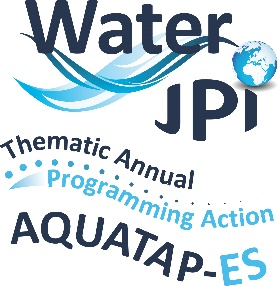 Water
JPI
Thematic Annual
Programming Action
AQUATAP-ES